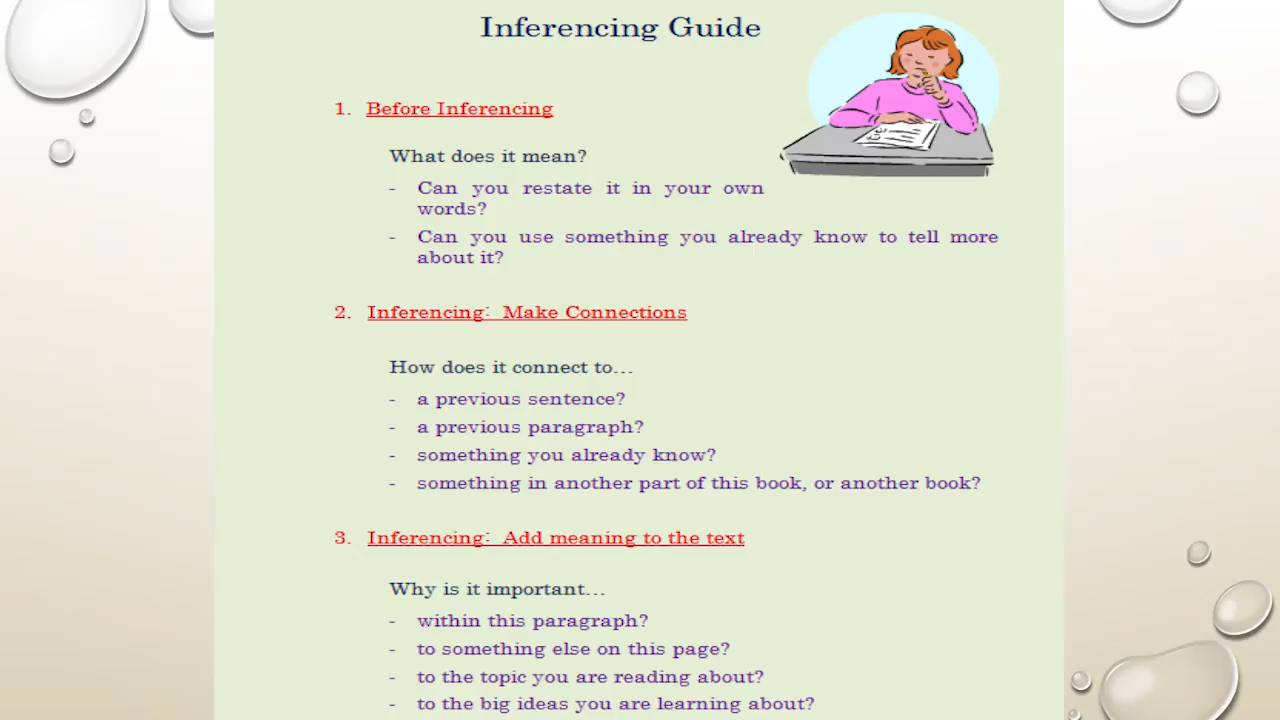 Inferencing Guide
1. Before Inferencing
What does it mean?
- Can you restate it in your own
words?
- Can you use something you already know to tell more
about it?
2. Inferencing: Make Connections
How does it connect to...
- a previous sentence?
- a previous paragraph?
- something you already know?
- something in another part of this book, or another book?
3. Inferencing: Add meaning to the text
Why is it important...
- within this paragraph?
- to something else on this page?
- to the topic you are reading about?
- to the big ideas you are learning about?